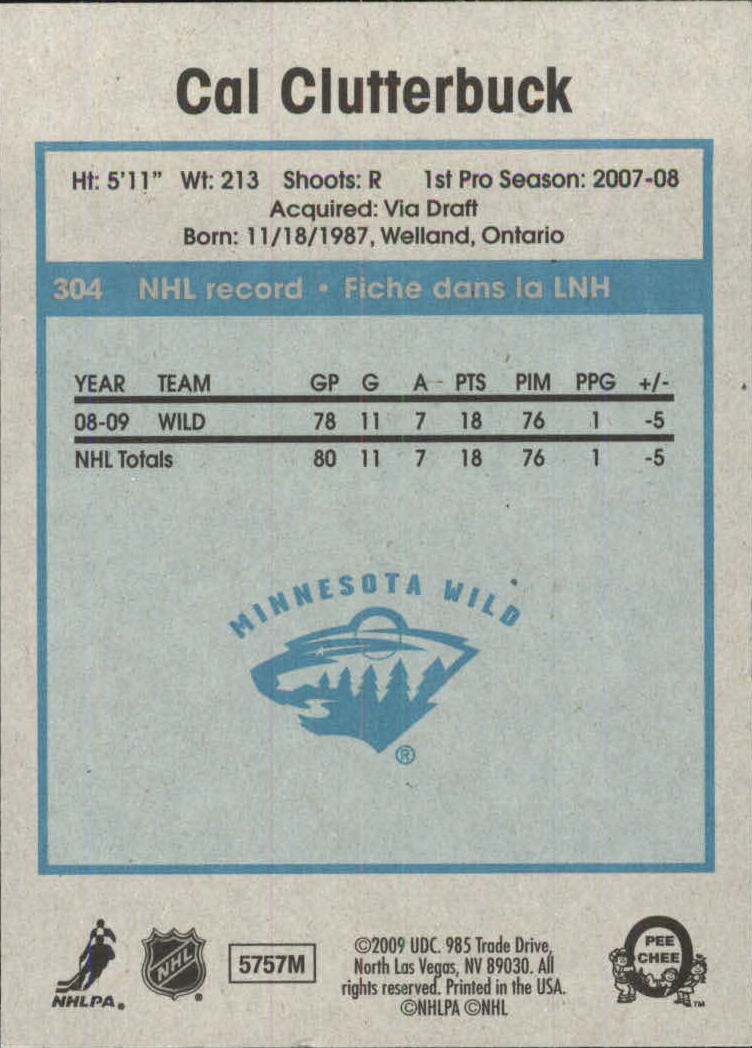 Cal Clutterbuck
Ht: 5'11" Wt: 213 Shoots: R 1st Pro Season: 2007-08
Acquired: Via Draft
Born: 11/18/1987, Welland, Ontario
304 NHL record • Fiche dans la LNH
YEAR TEAM GP G A PTS PIM PPG +/-
08-09 WILD 78 11 7 18 76 1 -5
NHL Totals 80 11 7 18 76 1 -5
MINNESOTA WILD
®
NHLPA®
NHL®
5757M
©2009 UDC. 985 Trade Drive,
North Las Vegas, NV 89030. All
rights reserved. Printed in the USA.
©NHLPA ©NHL
O
PEE
CHEE
TM